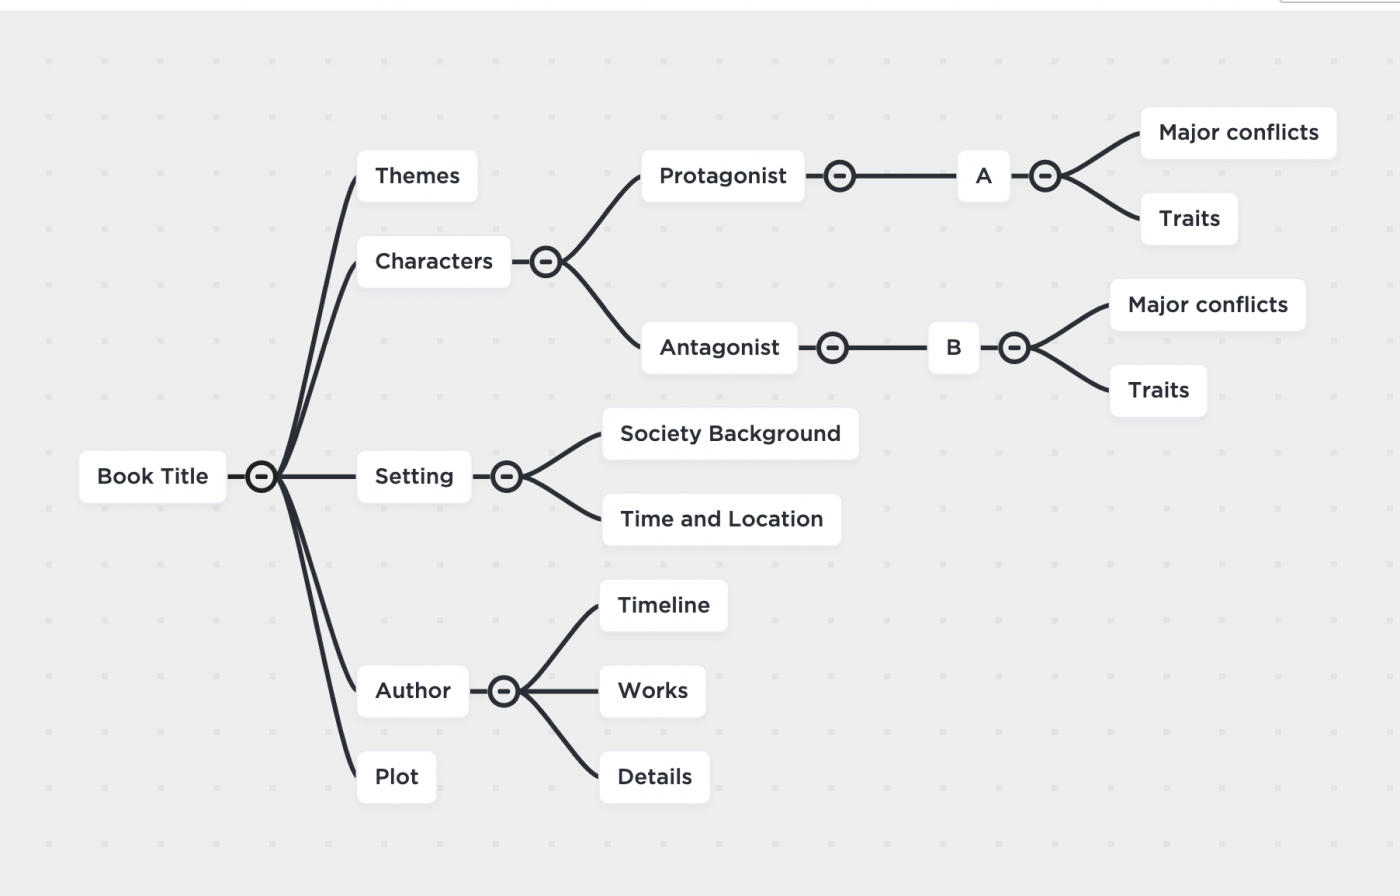 Book Title
Themes
Characters
Protagonist
A
Major conflicts
Traits
Antagonist
B
Major conflicts
Traits
Setting
Society Background
Time and Location
Author
Timeline
Works
Details
Plot